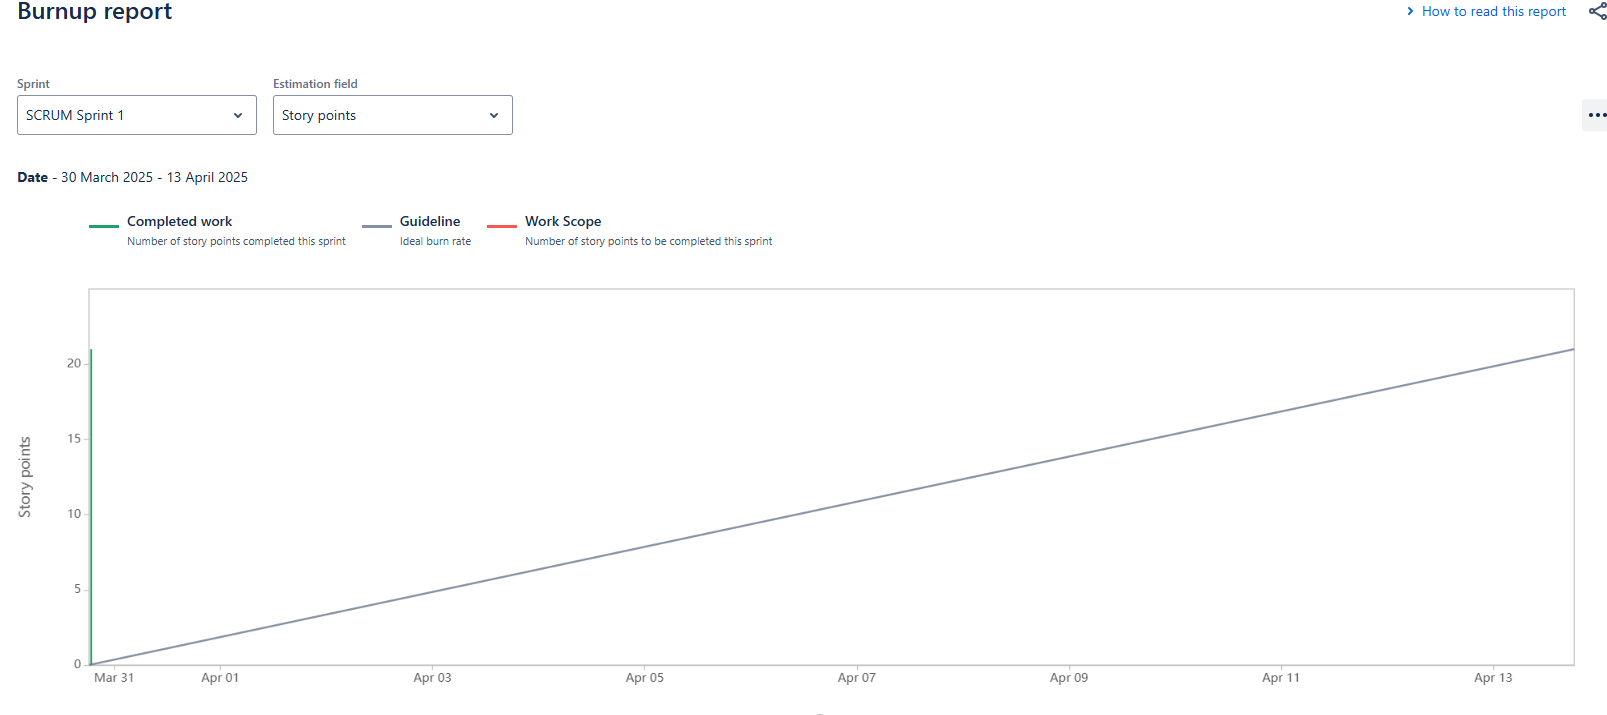 Burnup report
How to read this report
Sprint
Estimation field
SCRUM Sprint 1
Story points
Date - 30 March 2025 - 13 April 2025
Completed work
Number of story points completed this sprint
Guideline
Ideal burn rate
Work Scope
Number of story points to be completed this sprint
Story points
20
15
10
5
0
Mar 31 Apr 01 Apr 03 Apr 05 Apr 07 Apr 09 Apr 11 Apr 13